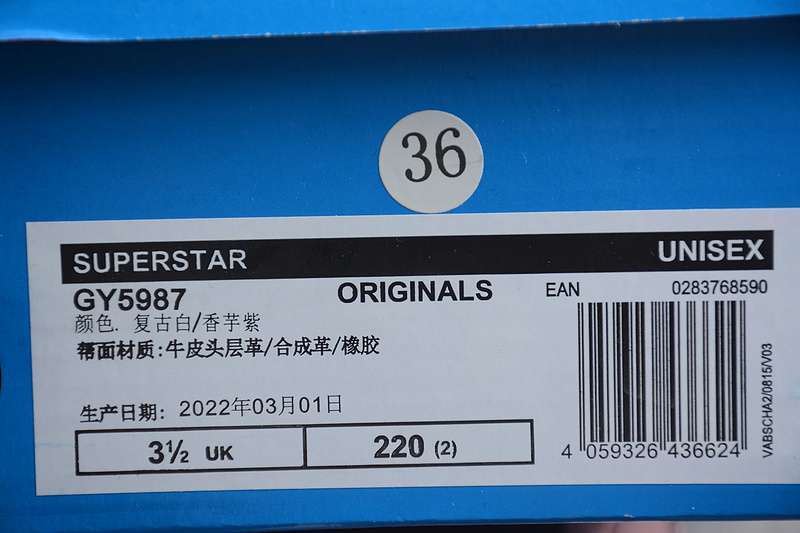 36
SUPERSTAR UNISEX
GY5987 ORIGINALS EAN 0283768590
颜色. 复古白/香芋紫
帮面材质:牛皮头层革/合成革/橡胶
生产日期: 2022年03月01日
3½ UK 220 (2)
4 059326 436624
VABSCHA2/0815/V03